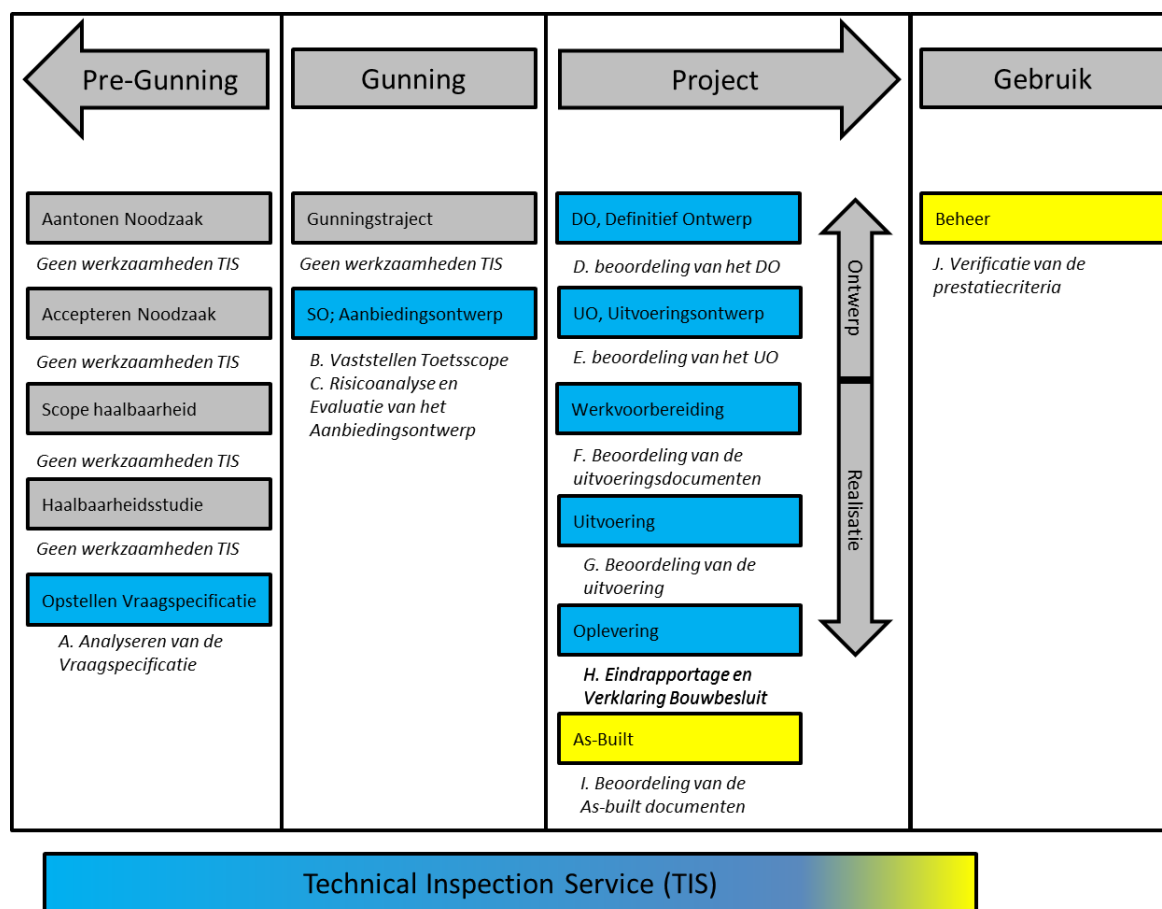 Pre-Gunning
Gunning
Project
Gebruik
Aantonen Noodzaak
Geen werkzaamheden TIS
Accepteren Noodzaak
Geen werkzaamheden TIS
Scope haalbaarheid
Geen werkzaamheden TIS
Haalbaarheidsstudie
Geen werkzaamheden TIS
Opstellen Vraagspecificatie
A. Analyseren van de
Vraagspecificatie
Gunningstraject
Geen werkzaamheden TIS
SO; Aanbiedingsontwerp
B. Vaststellen Toetsscope
C. Risicoanalyse en
Evaluatie van het
Aanbiedingsontwerp
DO, Definitief Ontwerp
D. beoordeling van het DO
UO, Uitvoeringsontwerp
E. beoordeling van het UO
Werkvoorbereiding
F. Beoordeling van de
uitvoeringsdocumenten
Uitvoering
G. Beoordeling van de
uitvoering
Oplevering
H. Eindrapportage en
Verklaring Bouwbesluit
As-Built
I. Beoordeling van de
As-built documenten
Ontwerp
Realisatie
Beheer
J. Verificatie van de
prestatiecriteria
Technical Inspection Service (TIS)